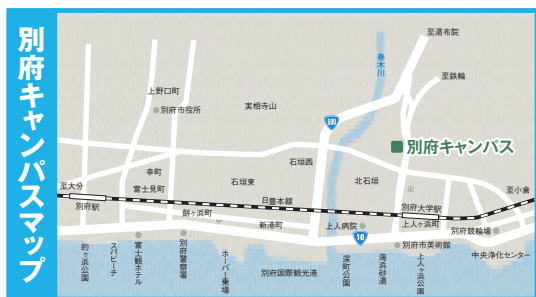 別府キャンパスマップ
至湯布院
春木川
至鉄輪
上野口町
別府市役所
実相寺山
500
別府キャンパス
石垣西
幸町
石垣東
北石垣
至大分
富士見町
至小倉
日豊本線
別府駅
餅ヶ浜町
別府大学駅
新港町
上人病院
上人ヶ浜町
別府競輪場
10
別府市美術館
中央浄化センター
的ヶ浜公園
スパビーチ
富士観ホテル
別府警察署
ホーバー乗場
別府国際観光港
深町公園
海浜砂湯
上人ヶ浜公園